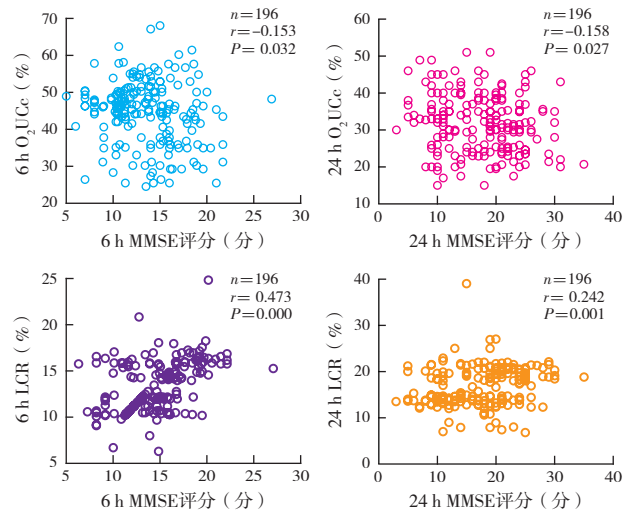 n=196
r=-0.153
P = 0.032
6 h O₂UCc (%)
70
60
50
40
30
20
5 10 15 20 25 30
6 h MMSE评分(分)
n=196
r=-0.158
P = 0.027
24 h O₂UCc (%)
60
50
40
30
20
10
0 10 20 30 40
24 h MMSE评分(分)
n=196
r= 0.473
P=0.000
6 h LCR (%)
25
20
15
10
5
5 10 15 20 25 30
6 h MMSE评分(分)
n=196
r= 0.242
P=0.001
24 h LCR (%)
40
30
20
10
0
0 10 20 30 40
24 h MMSE评分(分)